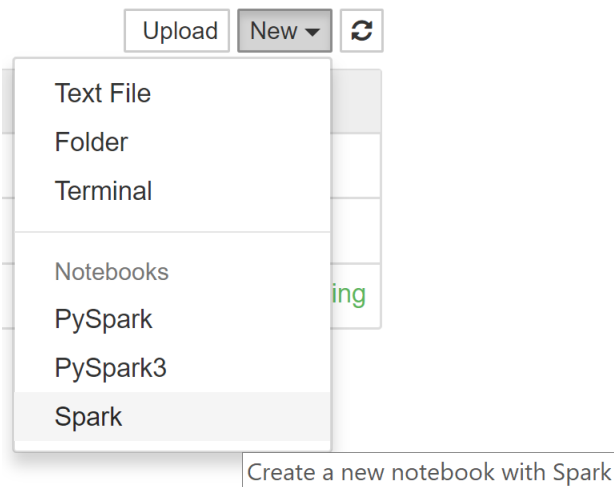 Upload New
Text File
Folder
Terminal
Notebooks
ing
PySpark
PySpark3
Spark
Create a new notebook with Spark